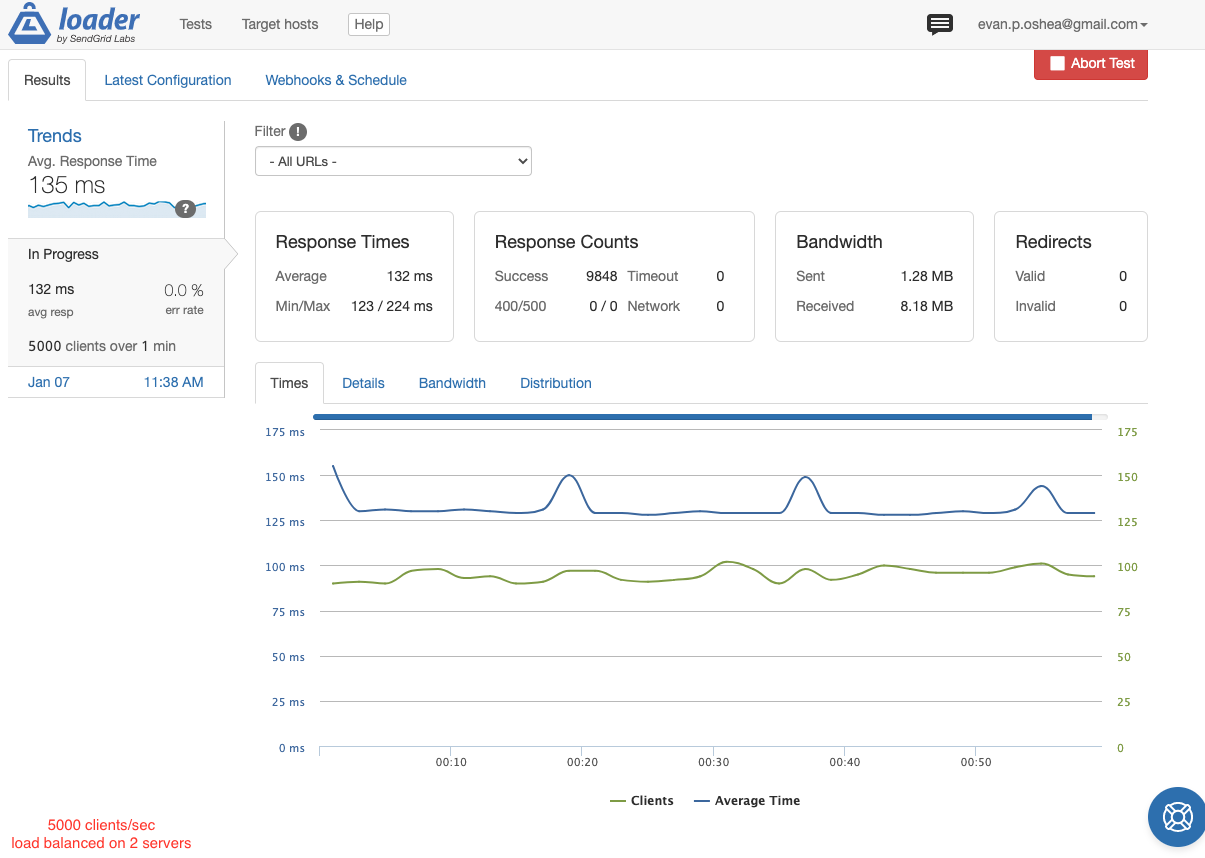 loader
by SendGrid Labs
Tests
Target hosts
Help
evan.p.oshea@gmail.com
Results
Latest Configuration
Webhooks & Schedule
Abort Test
Trends
Avg. Response Time
135 ms
?
In Progress
132 ms
0.0 %
avg resp
err rate
5000 clients over 1 min
Jan 07
11:38 AM
Filter !
- All URLs -
Response Times
Average 132 ms
Min/Max 123 / 224 ms
Response Counts
Success 9848 Timeout 0
400/500 0 / 0 Network 0
Bandwidth
Sent 1.28 MB
Received 8.18 MB
Redirects
Valid 0
Invalid 0
Times
Details
Bandwidth
Distribution
175 ms 175
150 ms 150
125 ms 125
100 ms 100
75 ms 75
50 ms 50
25 ms 25
0 ms 0
00:10 00:20 00:30 00:40 00:50
Clients Average Time
5000 clients/sec
load balanced on 2 servers